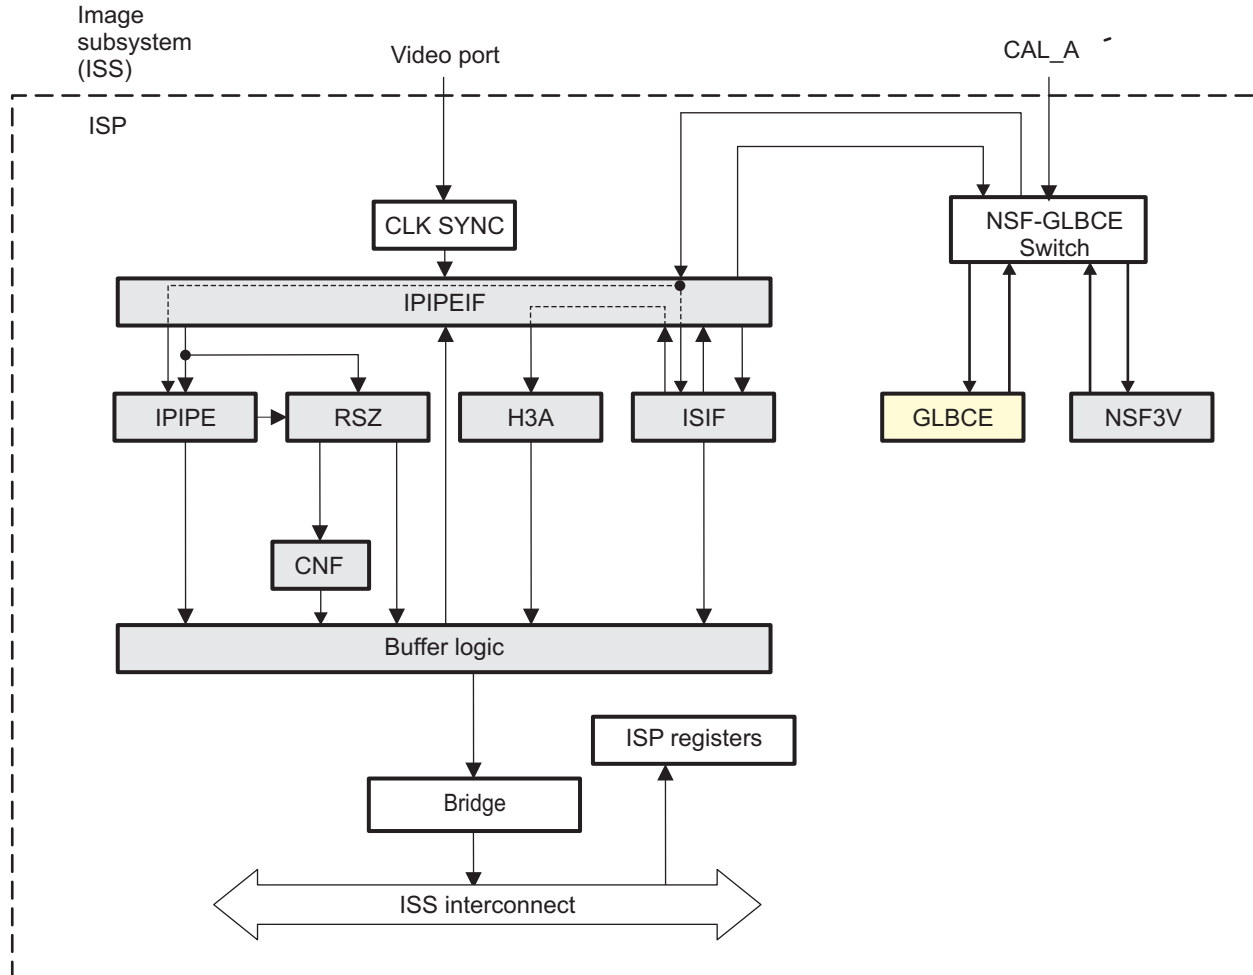 Image
subsystem
(ISS)
Video port
CAL_A
ISP
CLK SYNC
NSF-GLBCE
Switch
IPIPEIF
IPIPE
RSZ
H3A
ISIF
GLBCE
NSF3V
CNF
Buffer logic
ISP registers
Bridge
ISS interconnect